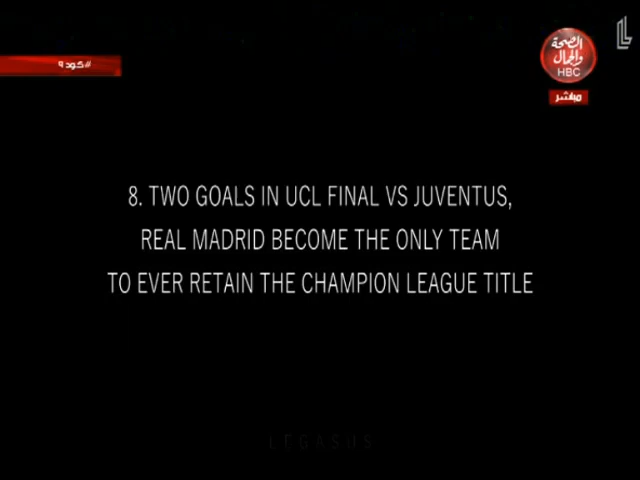 #كود٩
الصحة
والجمال
HBC
مباشر
8. TWO GOALS IN UCL FINAL VS JUVENTUS,
REAL MADRID BECOME THE ONLY TEAM
TO EVER RETAIN THE CHAMPION LEAGUE TITLE